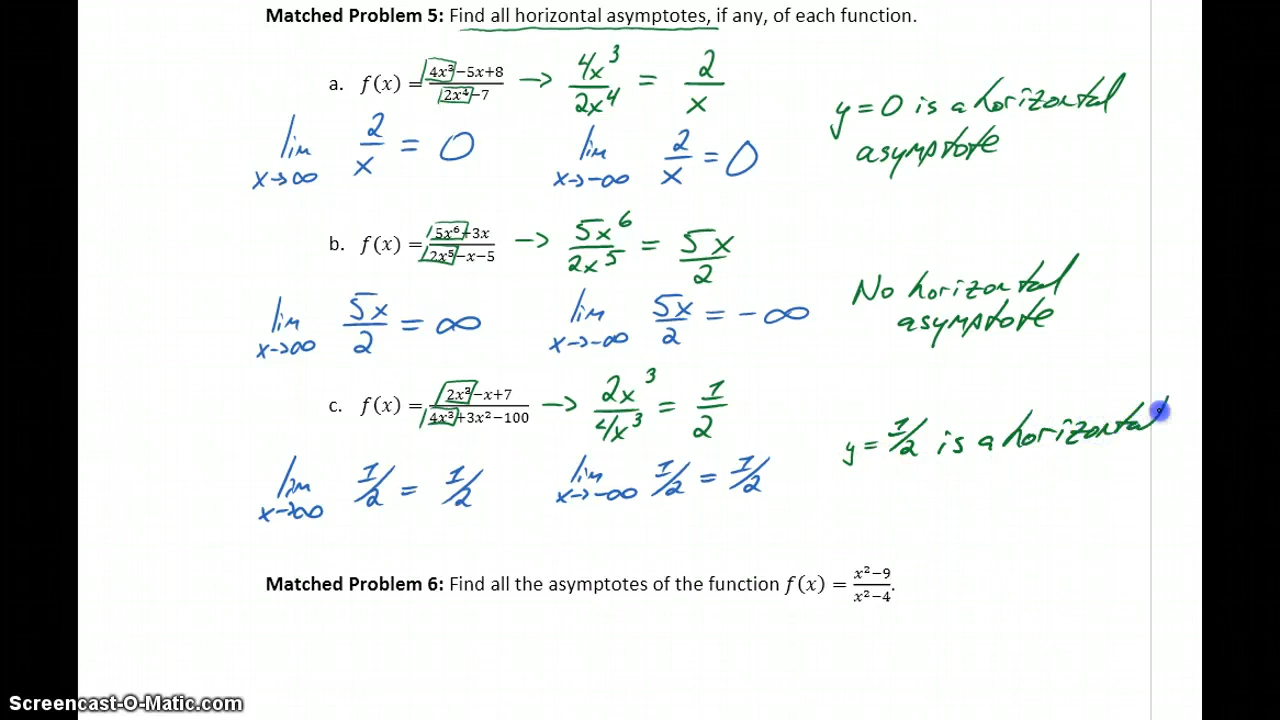 Matched Problem 5: Find all horizontal asymptotes, if any, of each function.
a. f(x) = (4x³−5x+8)/(2x⁴−7) → 4x³/2x⁴ = 2/x
y = 0 is a horizontal
asymptote
lim x→∞ 2/x = 0 lim x→−∞ 2/x = 0
b. f(x) = (5x⁶+3x)/(2x⁵−x−5) → 5x⁶/2x⁵ = 5x/2
No horizontal
asymptote
lim x→∞ 5x/2 = ∞ lim x→−∞ 5x/2 = −∞
c. f(x) = (2x³−x+7)/(4x³+3x²−100) → 2x³/4x³ = 1/2
y = 1/2 is a horizontal
lim x→∞ 1/2 = 1/2 lim x→−∞ 1/2 = 1/2
Matched Problem 6: Find all the asymptotes of the function f(x) = (x²−9)/(x²−4).
Screencast-O-Matic.com